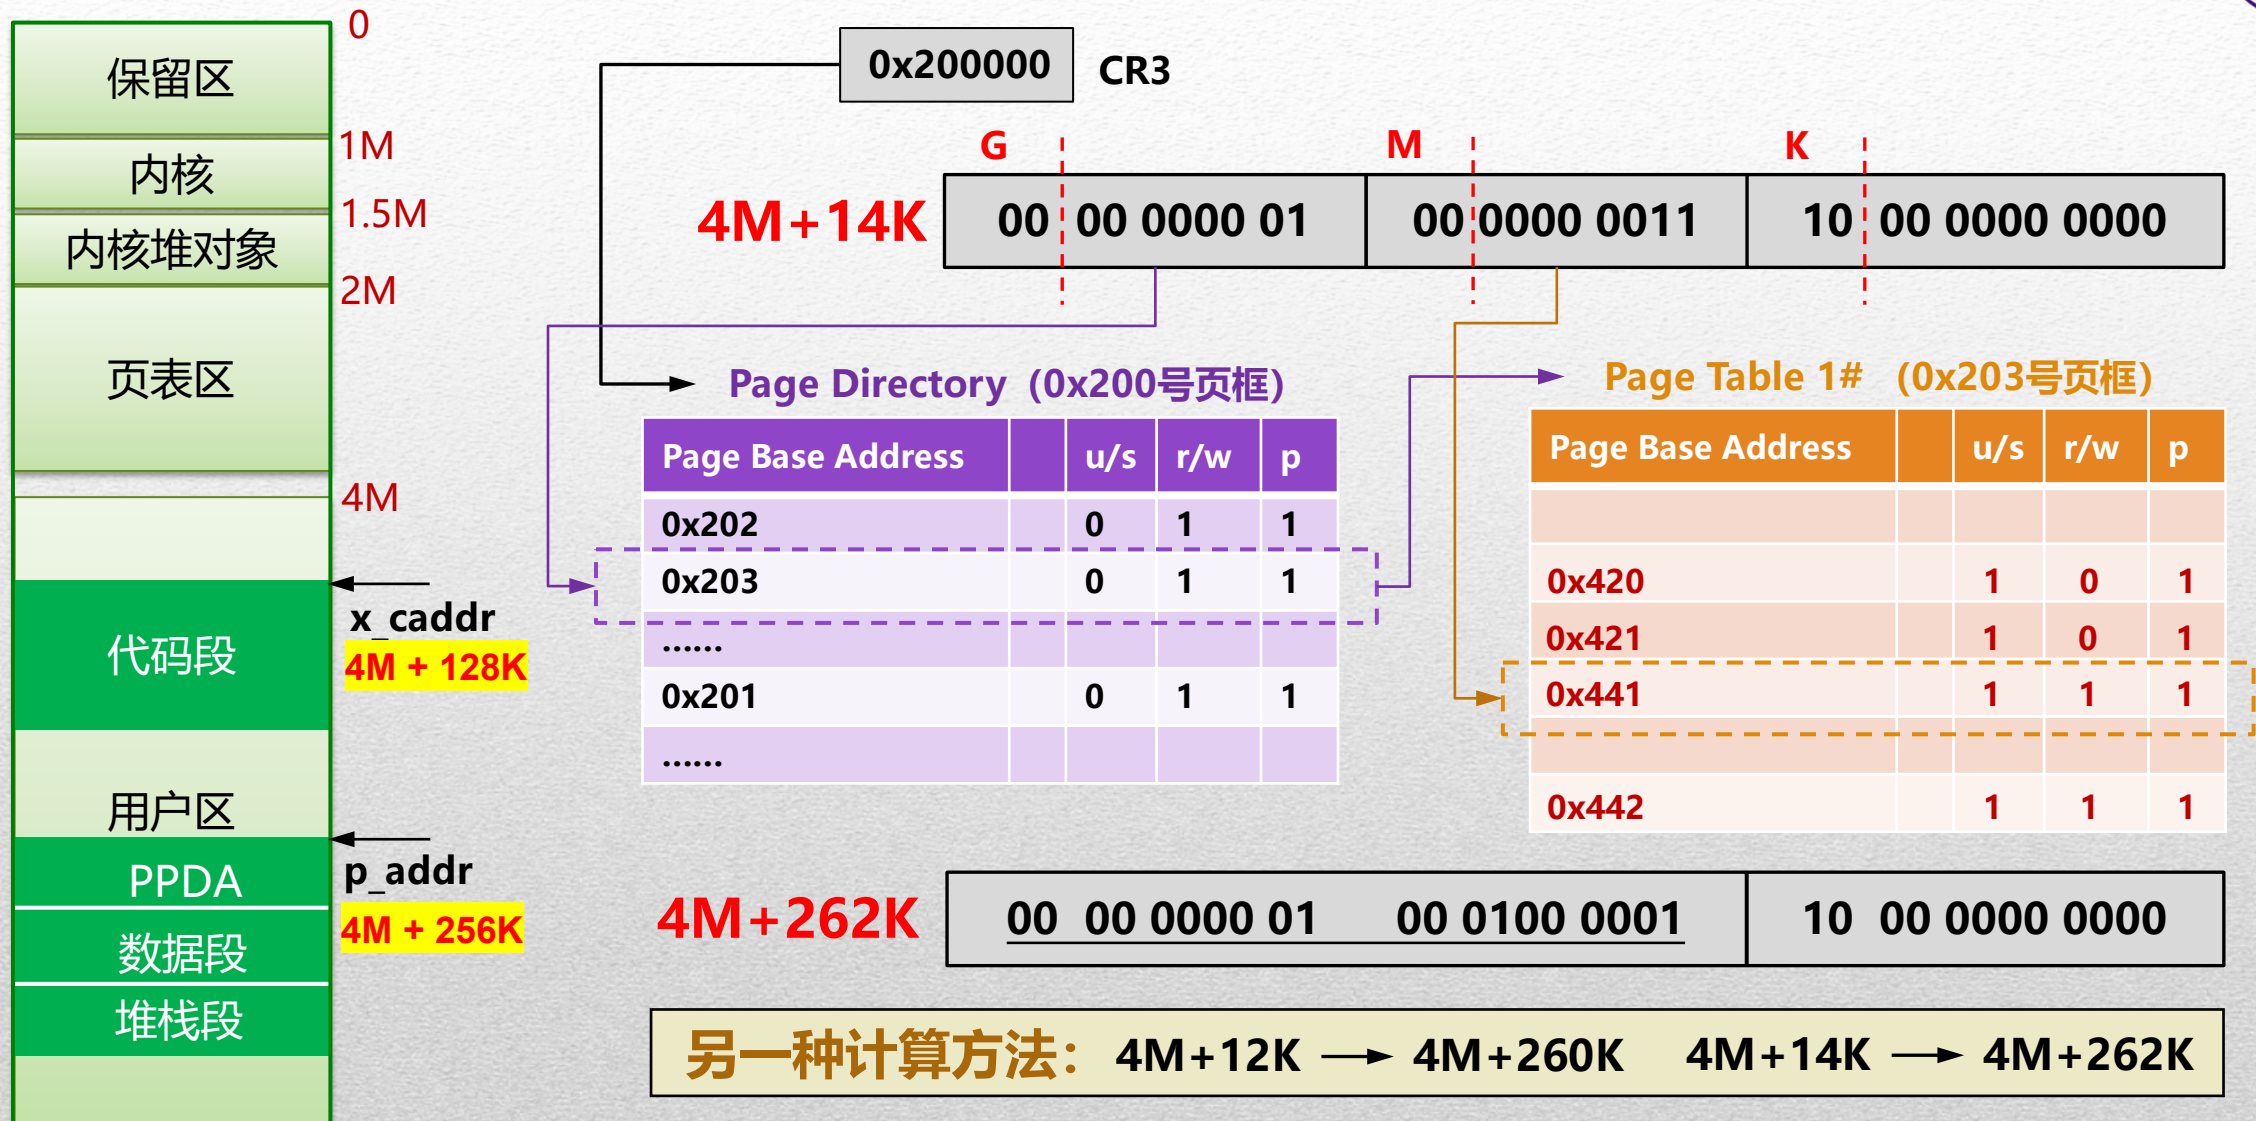 0
保留区
1M
内核
1.5M
内核堆对象
2M
页表区
4M
x_caddr
4M + 128K
代码段
用户区
p_addr
PPDA
4M + 256K
数据段
堆栈段
0x200000 CR3
G M K
4M+14K 00 00 0000 01 00 0000 0011 10 00 0000 0000
Page Directory (0x200号页框)
Page Base Address u/s r/w p
0x202 0 1 1
0x203 0 1 1
......
0x201 0 1 1
......
Page Table 1# (0x203号页框)
Page Base Address u/s r/w p
0x420 1 0 1
0x421 1 0 1
0x441 1 1 1
0x442 1 1 1
4M+262K 00 00 0000 01 00 0100 0001 10 00 0000 0000
另一种计算方法： 4M+12K 4M+260K 4M+14K 4M+262K